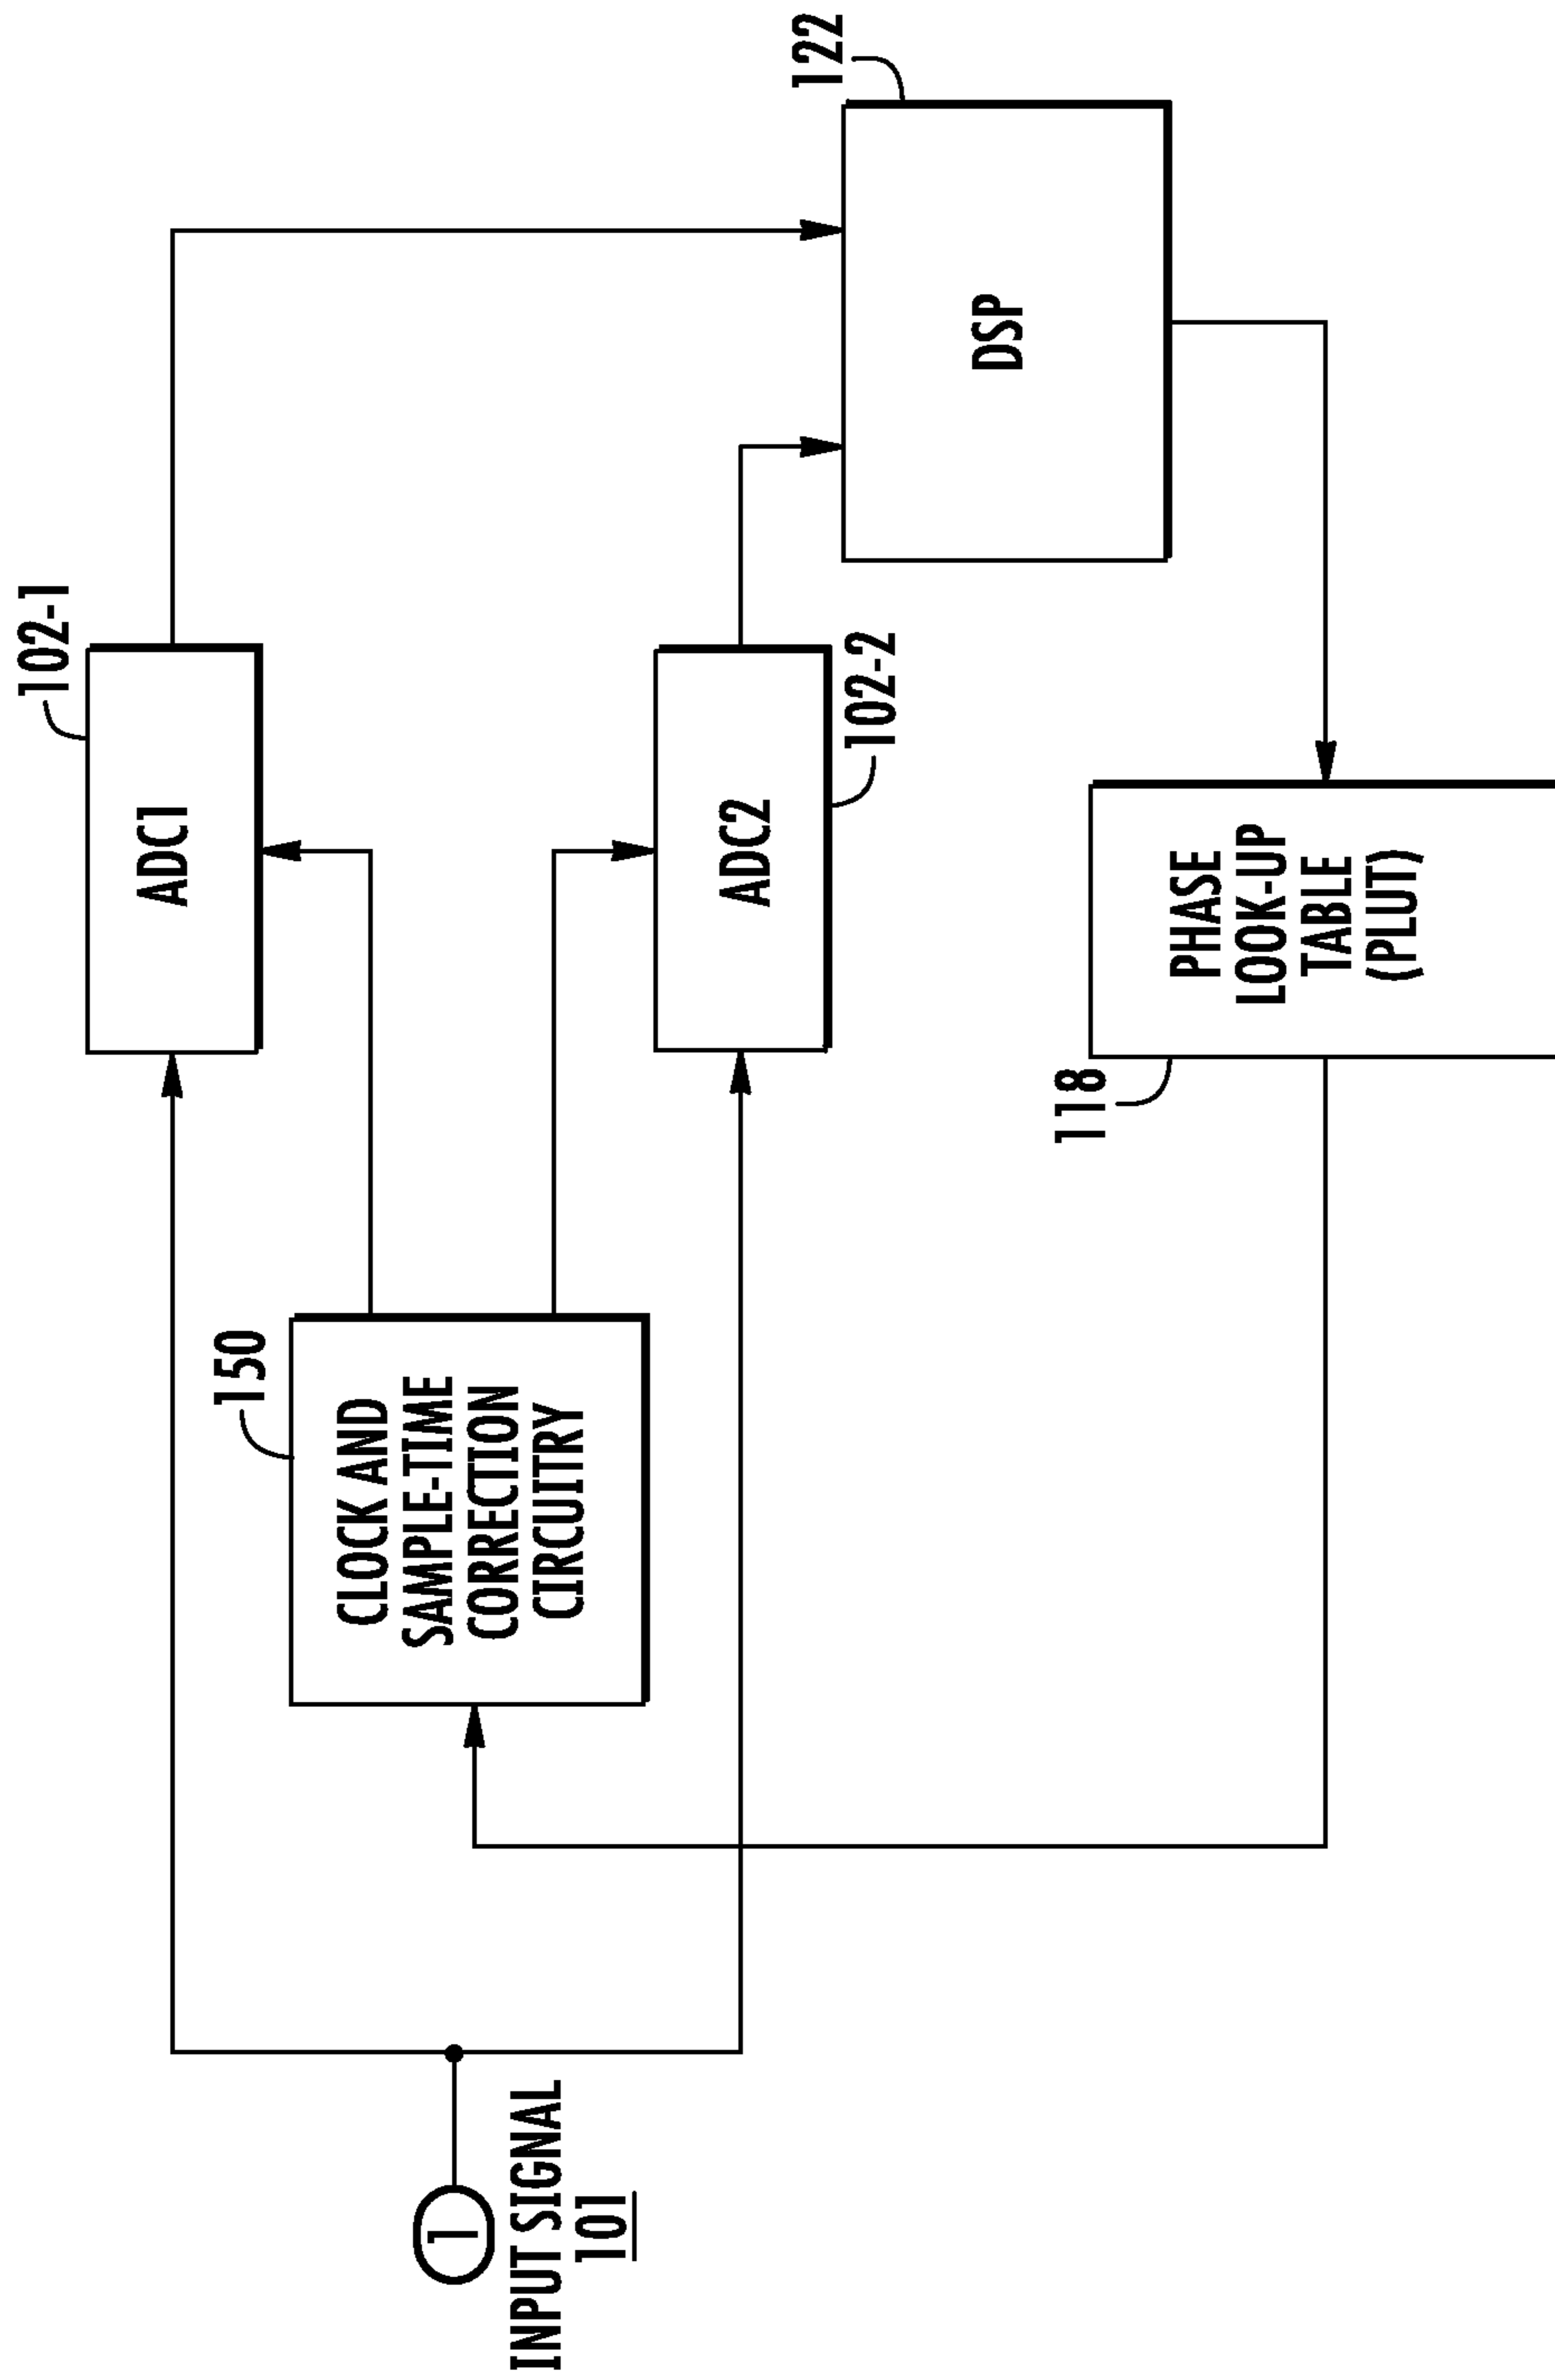 102-1
ADC1
150
CLOCK AND
SAMPLE-TIME
CORRECTION
CIRCUITRY
1
INPUT SIGNAL
101
ADC2
102-2
122
DSP
118
PHASE
LOOK-UP
TABLE
(PLUT)